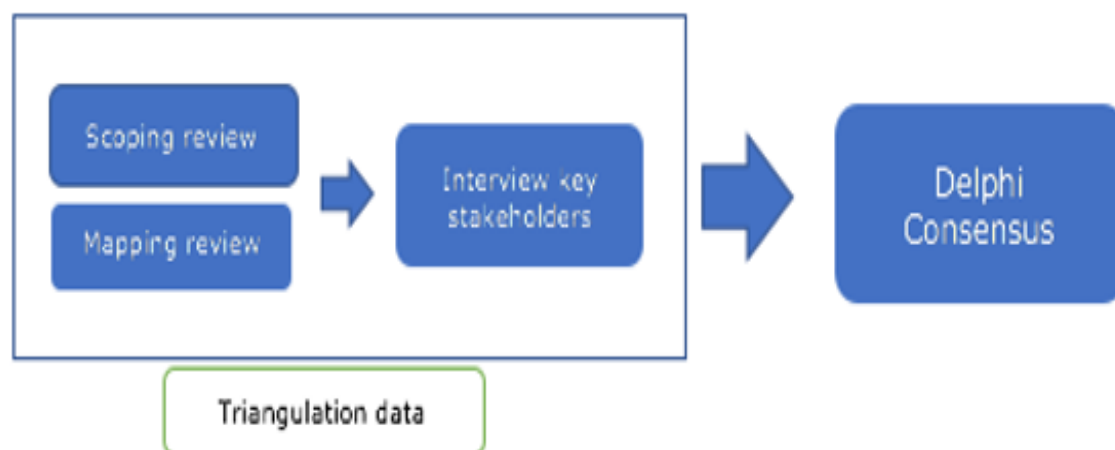 Scoping review
Mapping review
Interview key
stakeholders
Delphi
Consensus
Triangulation data